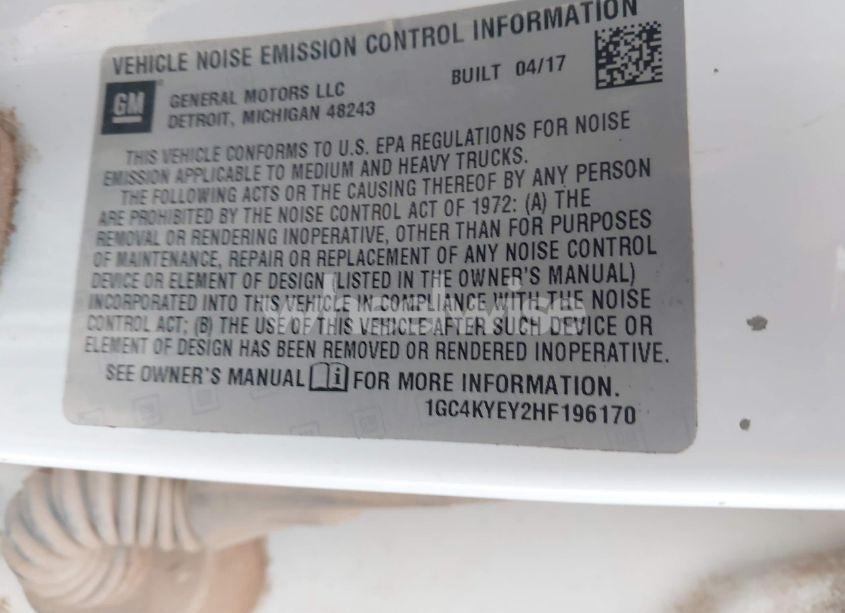 VEHICLE NOISE EMISSION CONTROL INFORMATION
GM
GENERAL MOTORS LLC
DETROIT, MICHIGAN 48243
BUILT 04/17
THIS VEHICLE CONFORMS TO U.S. EPA REGULATIONS FOR NOISE
EMISSION APPLICABLE TO MEDIUM AND HEAVY TRUCKS.
THE FOLLOWING ACTS OR THE CAUSING THEREOF BY ANY PERSON
ARE PROHIBITED BY THE NOISE CONTROL ACT OF 1972: (A) THE
REMOVAL OR RENDERING INOPERATIVE, OTHER THAN FOR PURPOSES
OF MAINTENANCE, REPAIR OR REPLACEMENT OF ANY NOISE CONTROL
DEVICE OR ELEMENT OF DESIGN (LISTED IN THE OWNER'S MANUAL)
INCORPORATED INTO THIS VEHICLE IN COMPLIANCE WITH THE NOISE
CONTROL ACT; (B) THE USE OF THIS VEHICLE AFTER SUCH DEVICE OR
ELEMENT OF DESIGN HAS BEEN REMOVED OR RENDERED INOPERATIVE.
SEE OWNER'S MANUAL i FOR MORE INFORMATION.
1GC4KYEY2HF196170